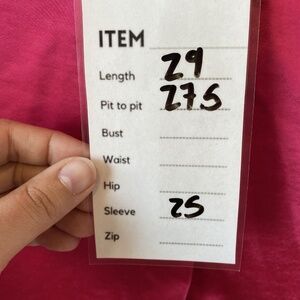 ITEM
Length 29
Pit to pit 27.5
Bust
Waist
Hip
Sleeve 25
Zip